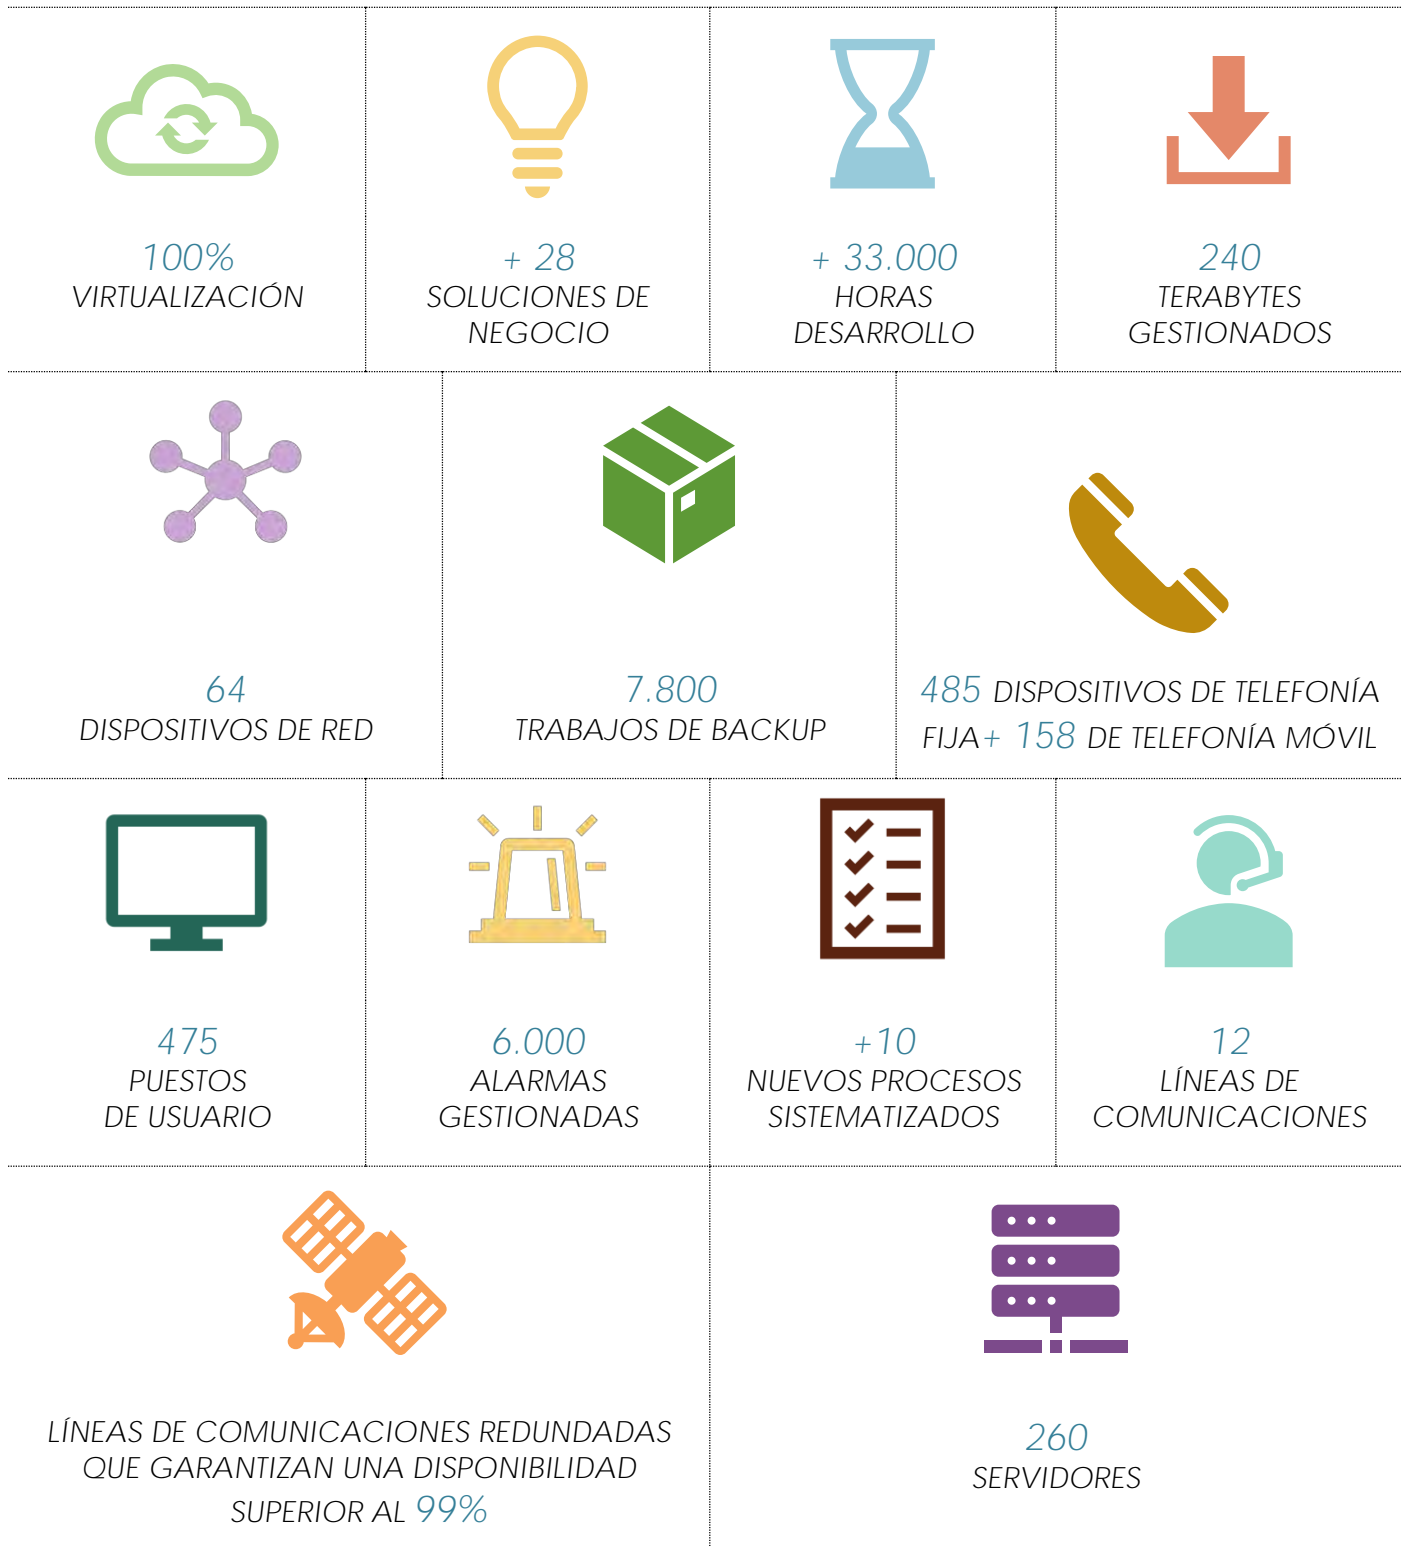 100%
VIRTUALIZACIÓN
+ 28
SOLUCIONES DE
NEGOCIO
+ 33.000
HORAS
DESARROLLO
240
TERABYTES
GESTIONADOS
64
DISPOSITIVOS DE RED
7.800
TRABAJOS DE BACKUP
485 DISPOSITIVOS DE TELEFONÍA
FIJA+ 158 DE TELEFONÍA MÓVIL
475
PUESTOS
DE USUARIO
6.000
ALARMAS
GESTIONADAS
+10
NUEVOS PROCESOS
SISTEMATIZADOS
12
LÍNEAS DE
COMUNICACIONES
LÍNEAS DE COMUNICACIONES REDUNDADAS
QUE GARANTIZAN UNA DISPONIBILIDAD
SUPERIOR AL 99%
260
SERVIDORES